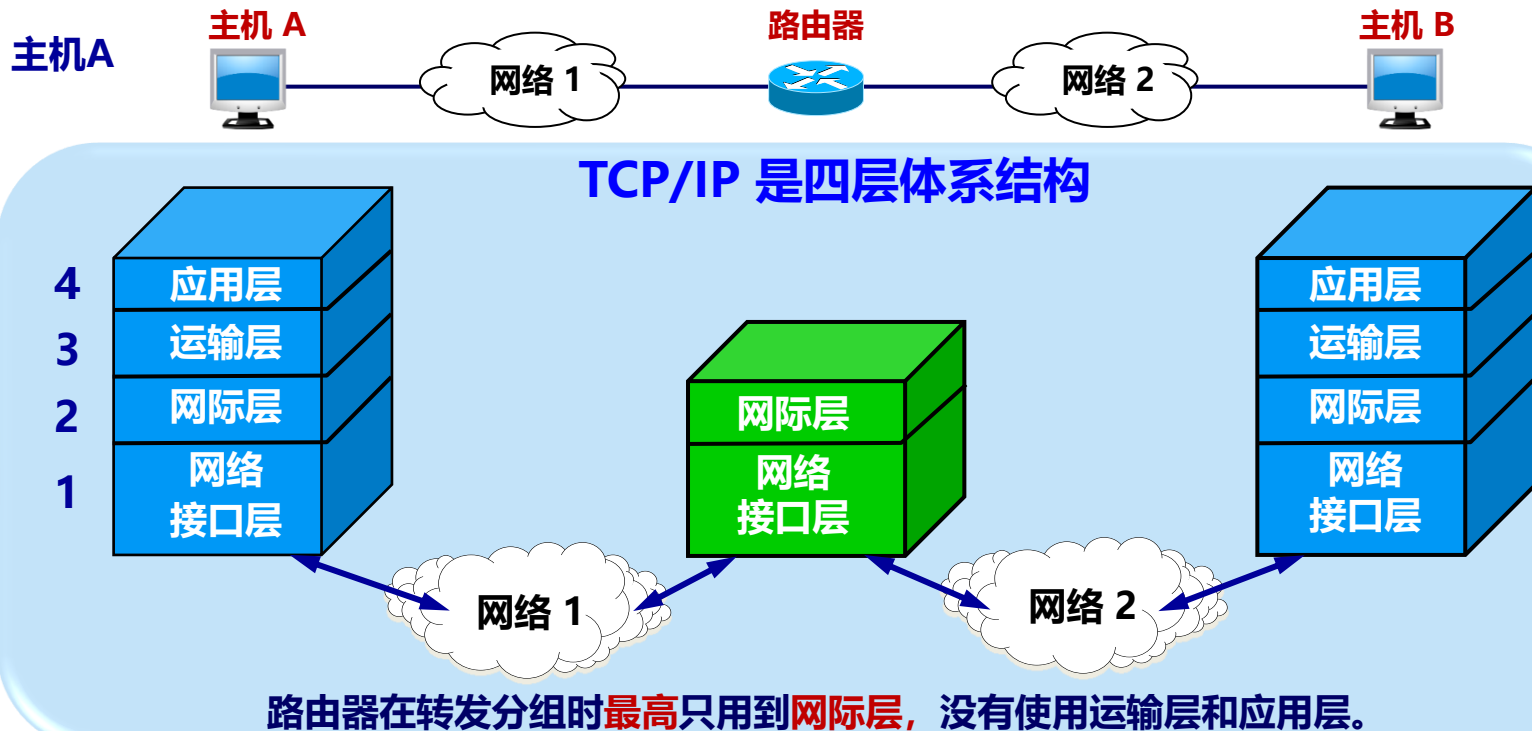 主机A
主机 A
网络 1
路由器
网络 2
主机 B
TCP/IP 是四层体系结构
4
应用层
3
运输层
2
网际层
1
网络
接口层
网际层
网络
接口层
应用层
运输层
网际层
网络
接口层
网络 1
网络 2
路由器在转发分组时最高只用到网际层，没有使用运输层和应用层。